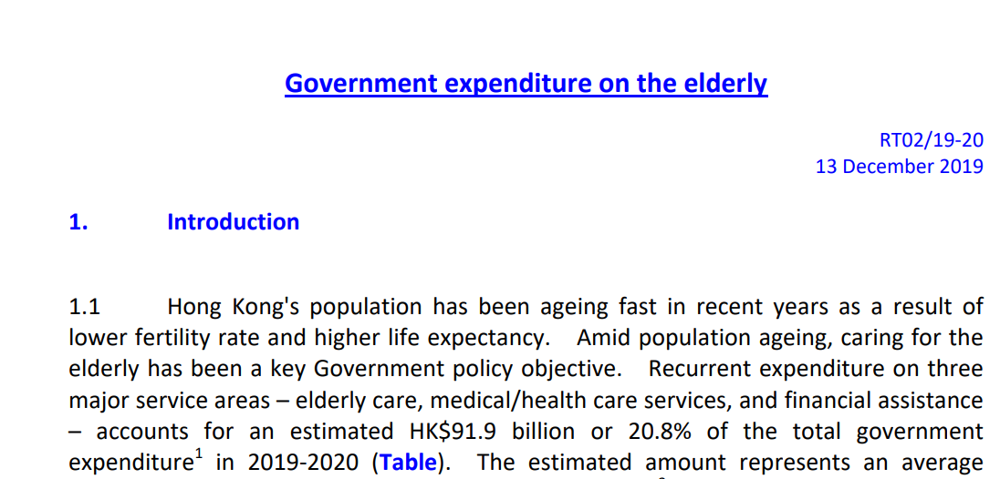 Government expenditure on the elderly
RT02/19-20
13 December 2019
1. Introduction
1.1 Hong Kong's population has been ageing fast in recent years as a result of
lower fertility rate and higher life expectancy. Amid population ageing, caring for the
elderly has been a key Government policy objective. Recurrent expenditure on three
major service areas – elderly care, medical/health care services, and financial assistance
– accounts for an estimated HK$91.9 billion or 20.8% of the total government
expenditure1 in 2019-2020 (Table). The estimated amount represents an average